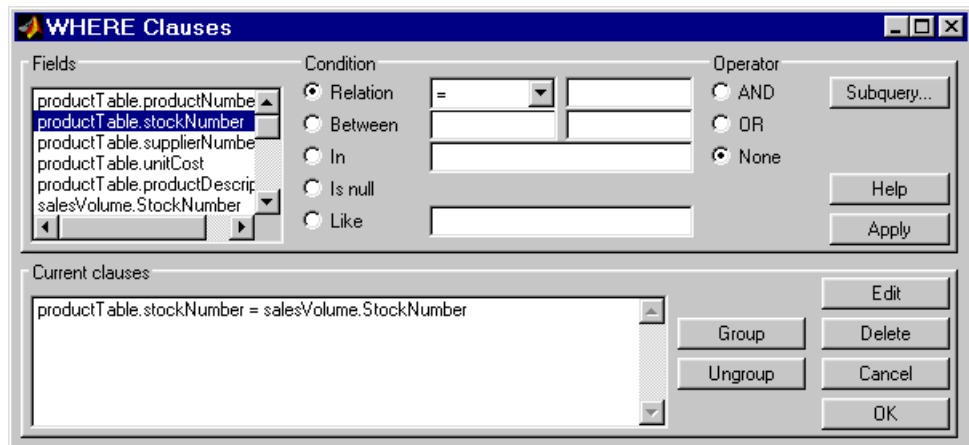 WHERE Clauses
Fields
productTable.productNumbe
productTable.stockNumber
productTable.supplierNumbe
productTable.unitCost
productTable.productDescrip
salesVolume.StockNumber
Condition
Relation =
Between
In
Is null
Like
Operator
AND
OR
None
Subquery...
Help
Apply
Current clauses
productTable.stockNumber = salesVolume.StockNumber
Group
Ungroup
Edit
Delete
Cancel
OK